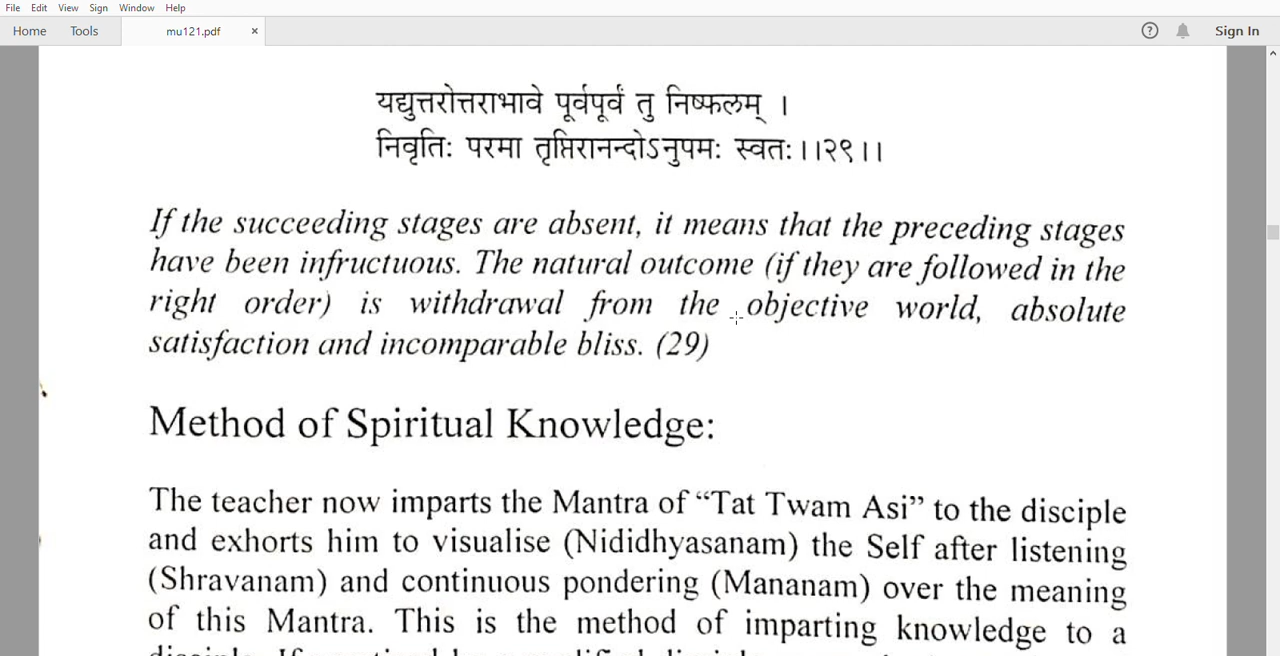 File Edit View Sign Window Help
Home Tools mu121.pdf × ? Sign In
यद्युत्तरोत्तराभावे पूर्वपूर्वं तु निष्फलम् ।
निवृतिः परमा तृप्तिरानन्दोऽनुपमः स्वतः।।२९।।
If the succeeding stages are absent, it means that the preceding stages
have been infructuous. The natural outcome (if they are followed in the
right order) is withdrawal from the objective world, absolute
satisfaction and incomparable bliss. (29)
Method of Spiritual Knowledge:
The teacher now imparts the Mantra of “Tat Twam Asi” to the disciple
and exhorts him to visualise (Nididhyasanam) the Self after listening
(Shravanam) and continuous pondering (Mananam) over the meaning
of this Mantra. This is the method of imparting knowledge to a